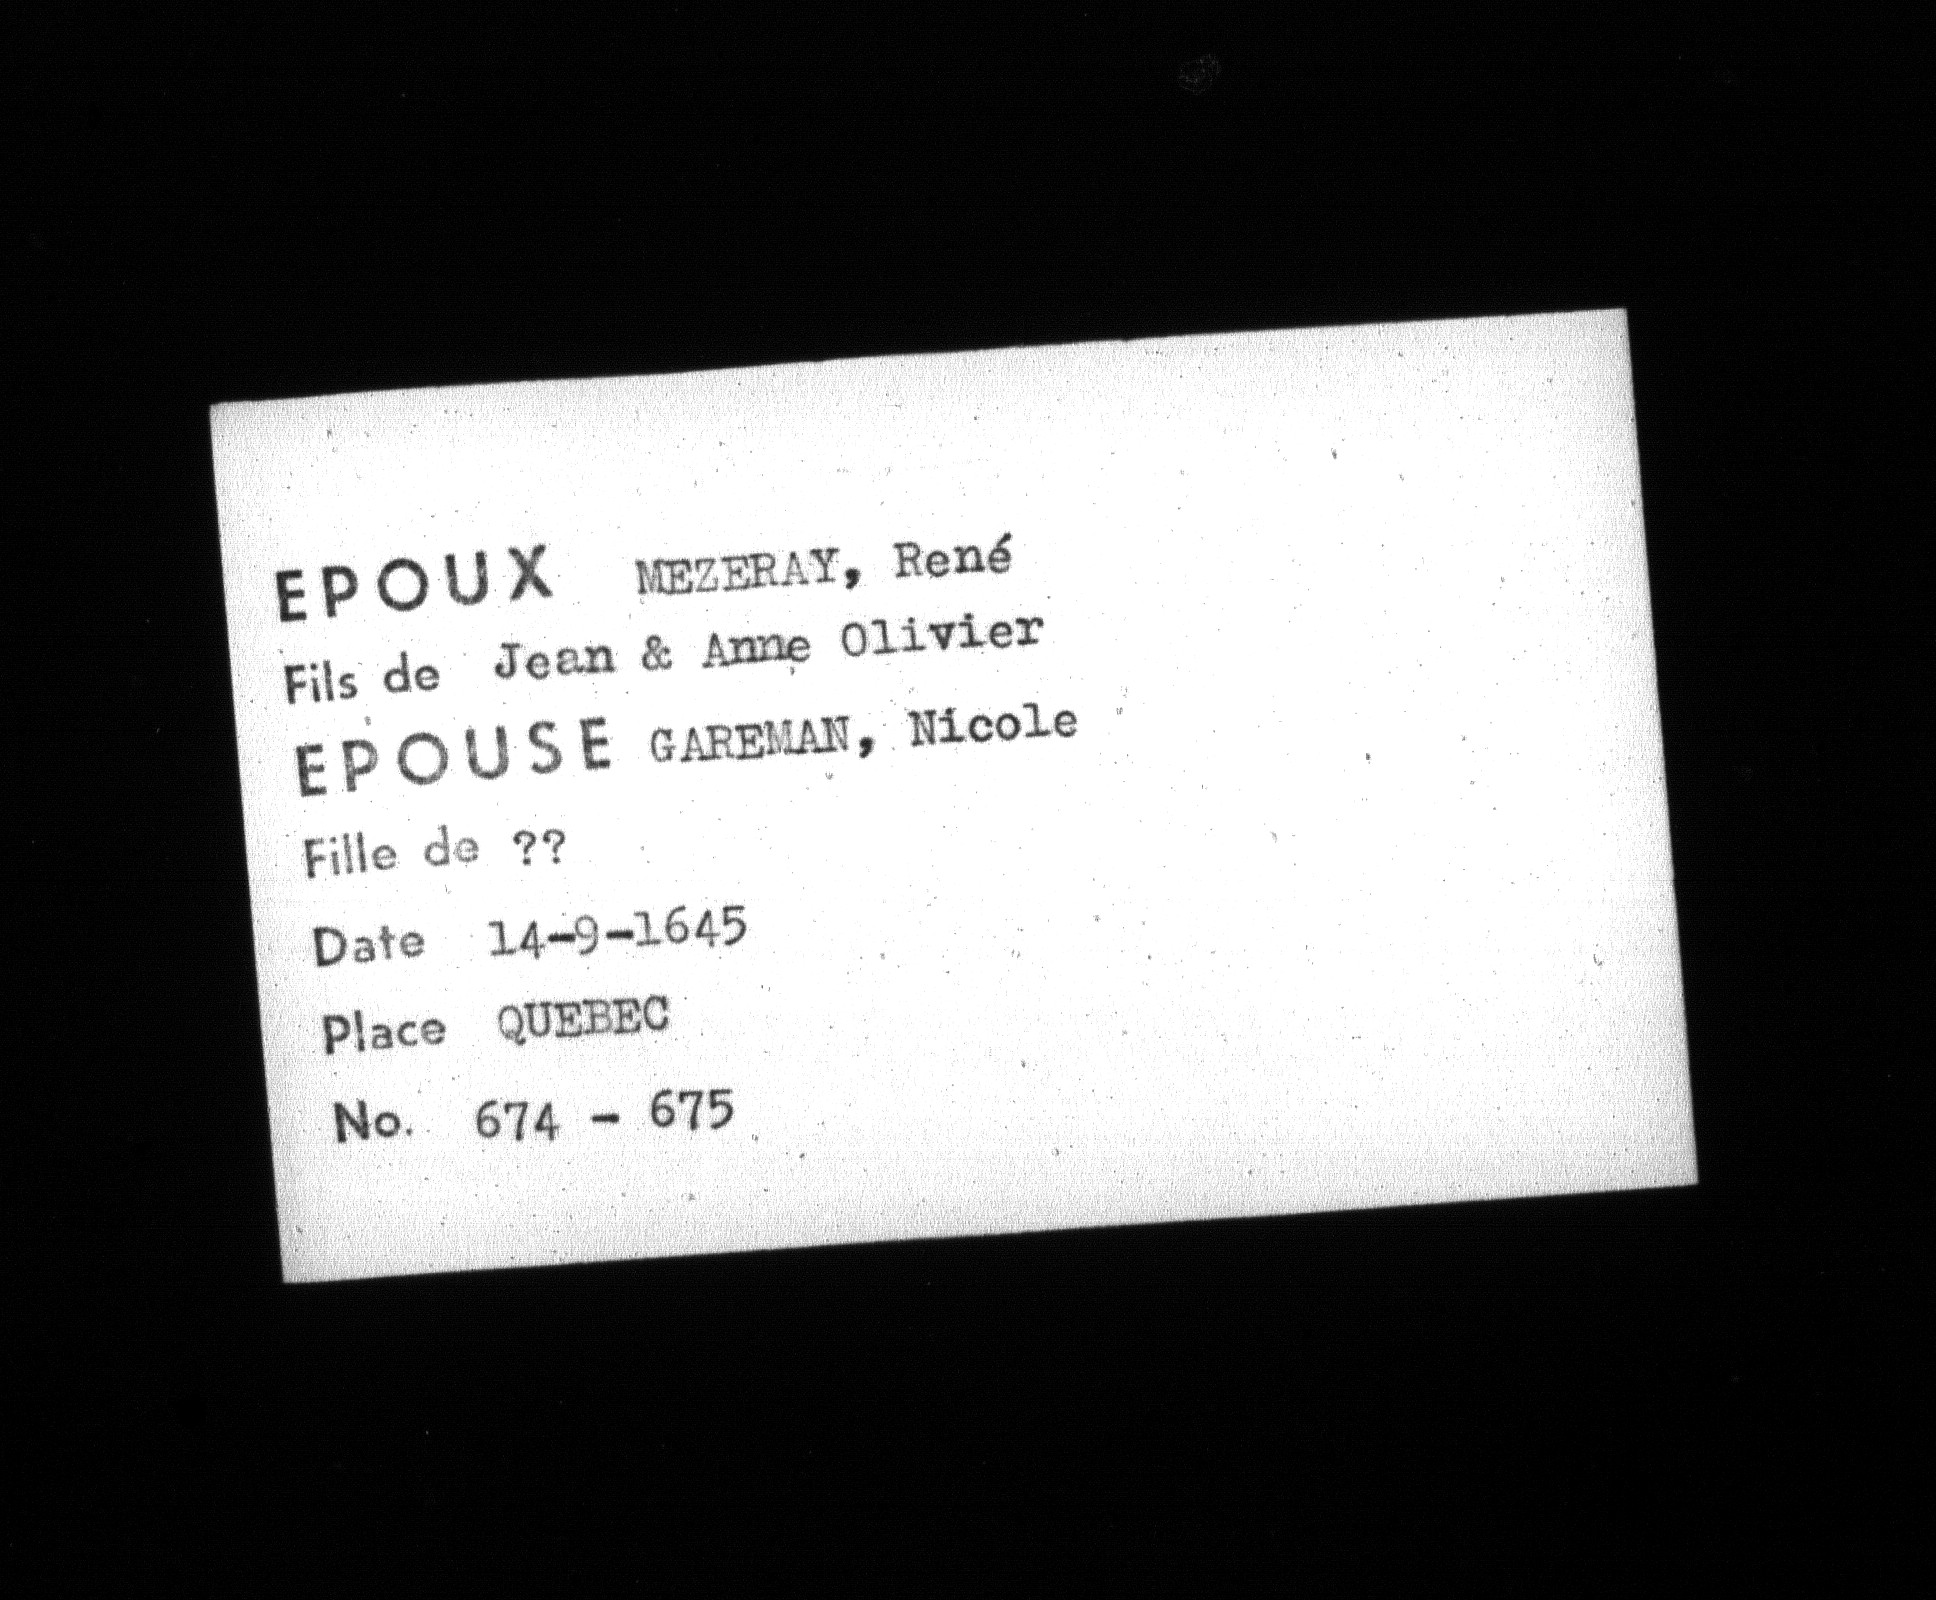 EPOUX MEZERAY, René
Fils de Jean & Anne Olivier
EPOUSE GAREMAN, Nicole
Fille de ??
Date 14-9-1645
Place QUEBEC
No. 674 - 675